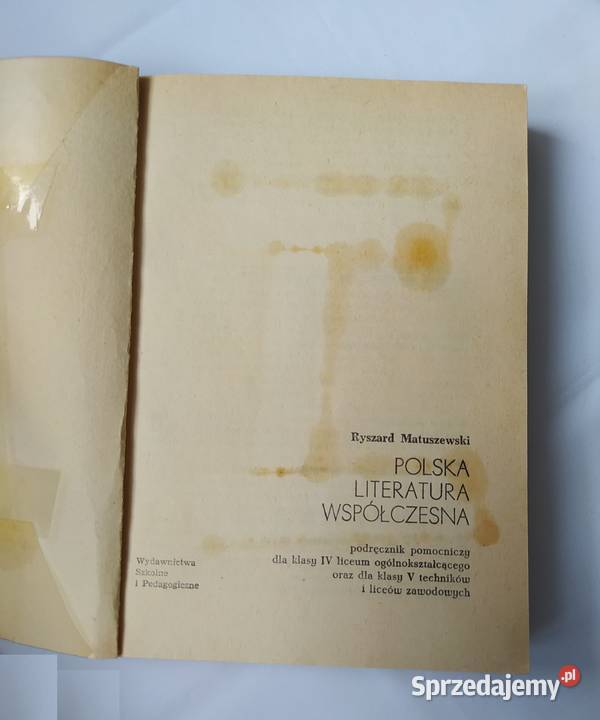 Ryszard Matuszewski
POLSKA
LITERATURA
WSPÓŁCZESNA
podręcznik pomocniczy
dla klasy IV liceum ogólnokształcącego
oraz dla klasy V techników
i liceów zawodowych
Wydawnictwa
Szkolne
i Pedagogiczne
Sprzedajemy.pl